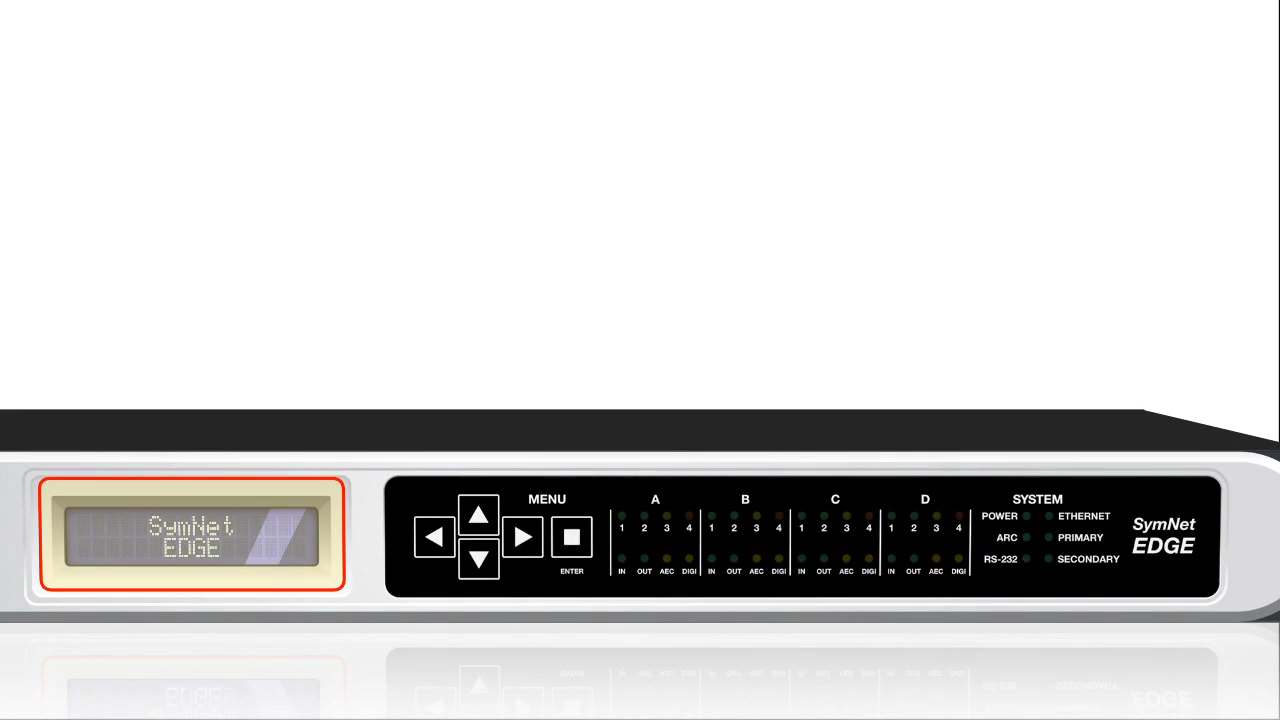 SymNet
EDGE
MENU
ENTER
A
1 2 3 4
IN OUT AEC DIGI
B
1 2 3 4
IN OUT AEC DIGI
C
1 2 3 4
IN OUT AEC DIGI
D
1 2 3 4
IN OUT AEC DIGI
SYSTEM
POWER ETHERNET
ARC PRIMARY
RS-232 SECONDARY
SymNet
EDGE